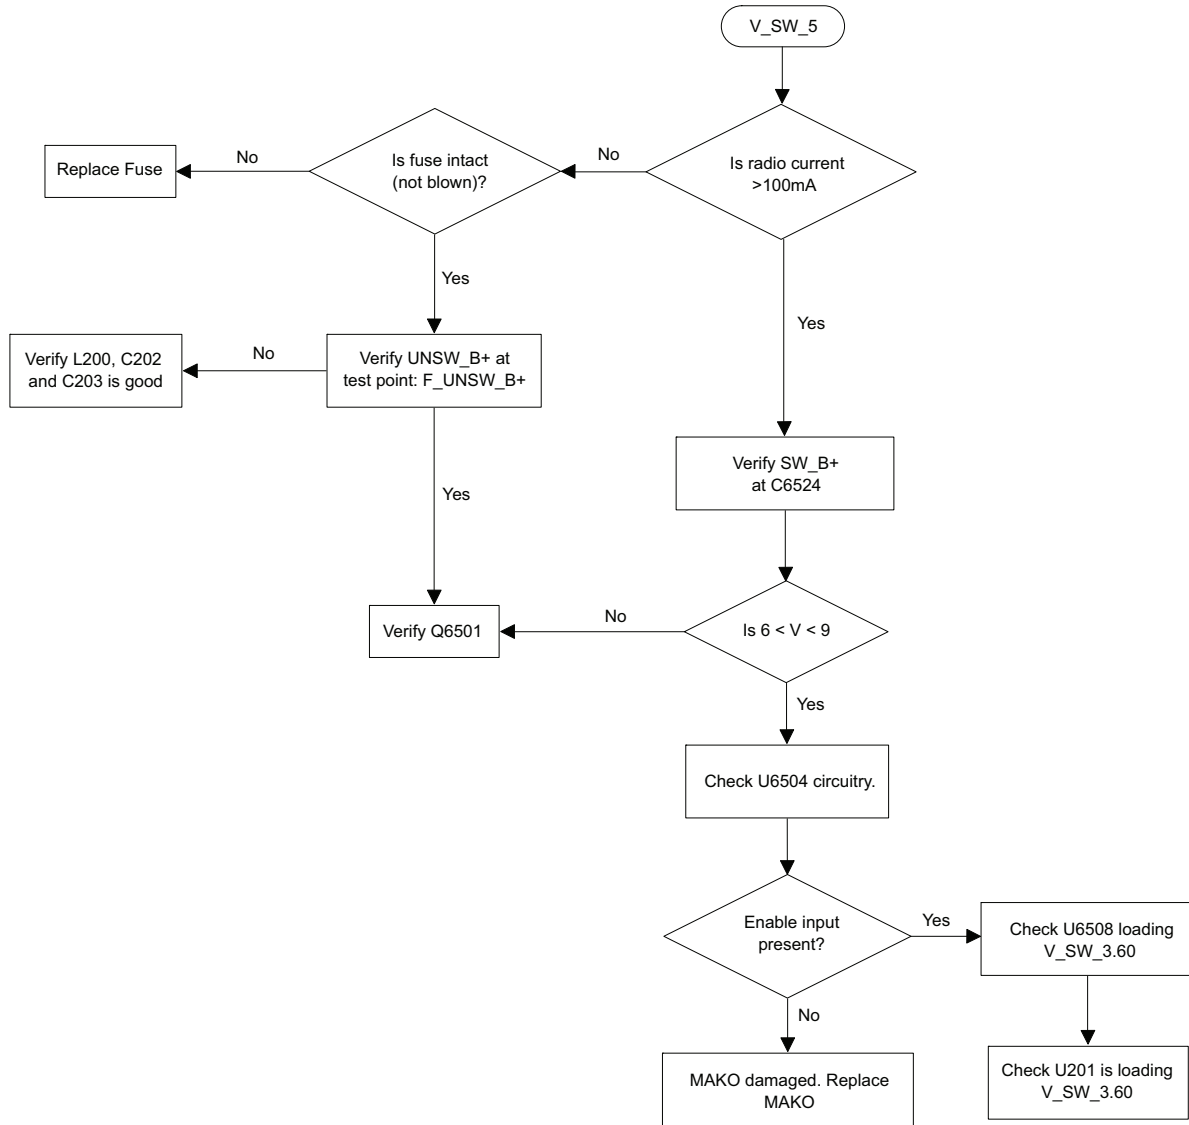 V_SW_5
Is radio current
>100mA
No
Is fuse intact
(not blown)?
No
Replace Fuse
Yes
Yes
Verify UNSW_B+ at
test point: F_UNSW_B+
No
Verify L200, C202
and C203 is good
Yes
Verify SW_B+
at C6524
Is 6 < V < 9
No
Verify Q6501
Yes
Check U6504 circuitry.
Enable input
present?
Yes
Check U6508 loading
V_SW_3.60
No
MAKO damaged. Replace
MAKO
Check U201 is loading
V_SW_3.60